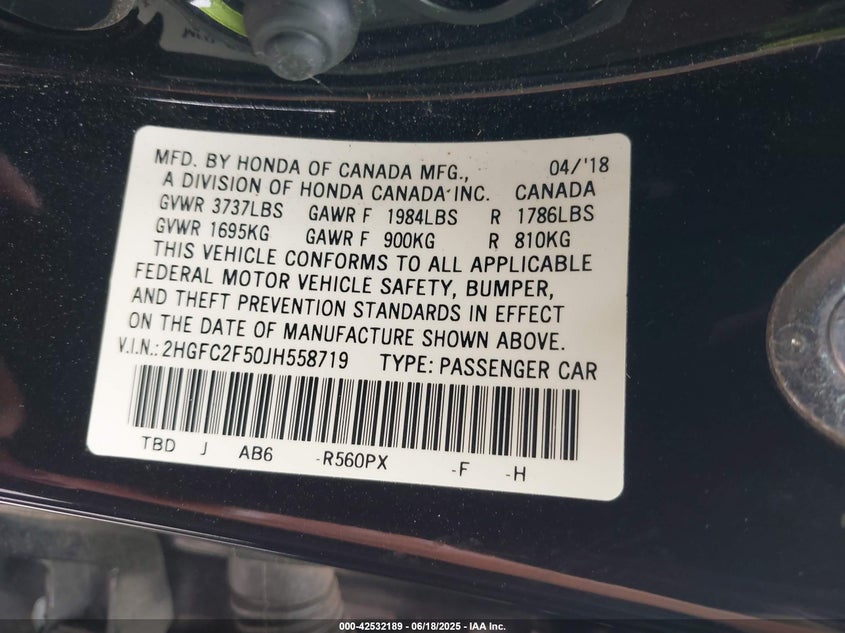 MFD. BY HONDA OF CANADA MFG., 04/'18
A DIVISION OF HONDA CANADA INC. CANADA
GVWR 3737LBS GAWR F 1984LBS R 1786LBS
GVWR 1695KG GAWR F 900KG R 810KG
THIS VEHICLE CONFORMS TO ALL APPLICABLE
FEDERAL MOTOR VEHICLE SAFETY, BUMPER,
AND THEFT PREVENTION STANDARDS IN EFFECT
ON THE DATE OF MANUFACTURE SHOWN ABOVE.
V.I.N.: 2HGFC2F50JH558719 TYPE: PASSENGER CAR
TBD J AB6 -R560PX -F -H
000-42532189 - 06/18/2025 - IAA Inc.